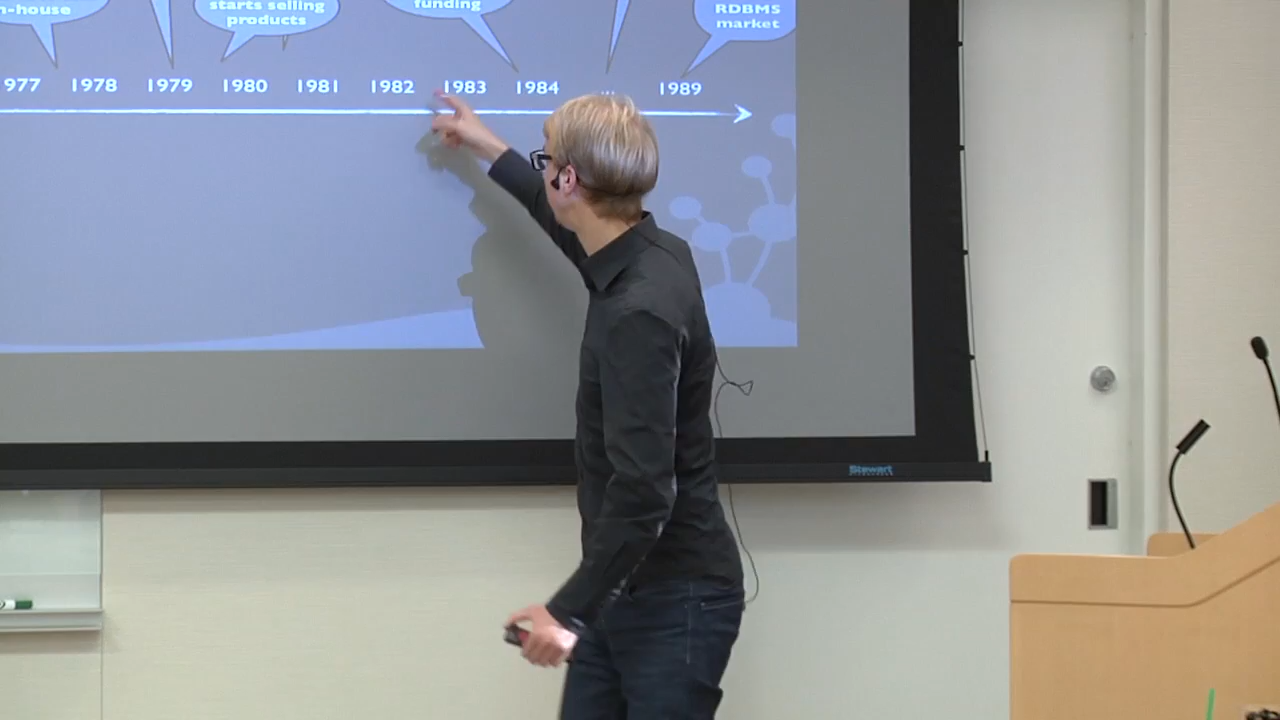 n-house
starts selling
products
funding
RDBMS
market
977 1978 1979 1980 1981 1982 1983 1984 ... 1989
Stewart